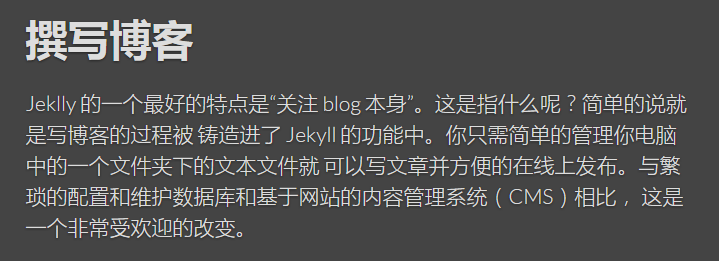 撰写博客
Jeklly 的一个最好的特点是“关注 blog 本身”。这是指什么呢？简单的说就
是写博客的过程被 铸造进了 Jekyll 的功能中。你只需简单的管理你电脑
中的一个文件夹下的文本文件就 可以写文章并方便的在线上发布。与繁
琐的配置和维护数据库和基于网站的内容管理系统（CMS）相比， 这是
一个非常受欢迎的改变。